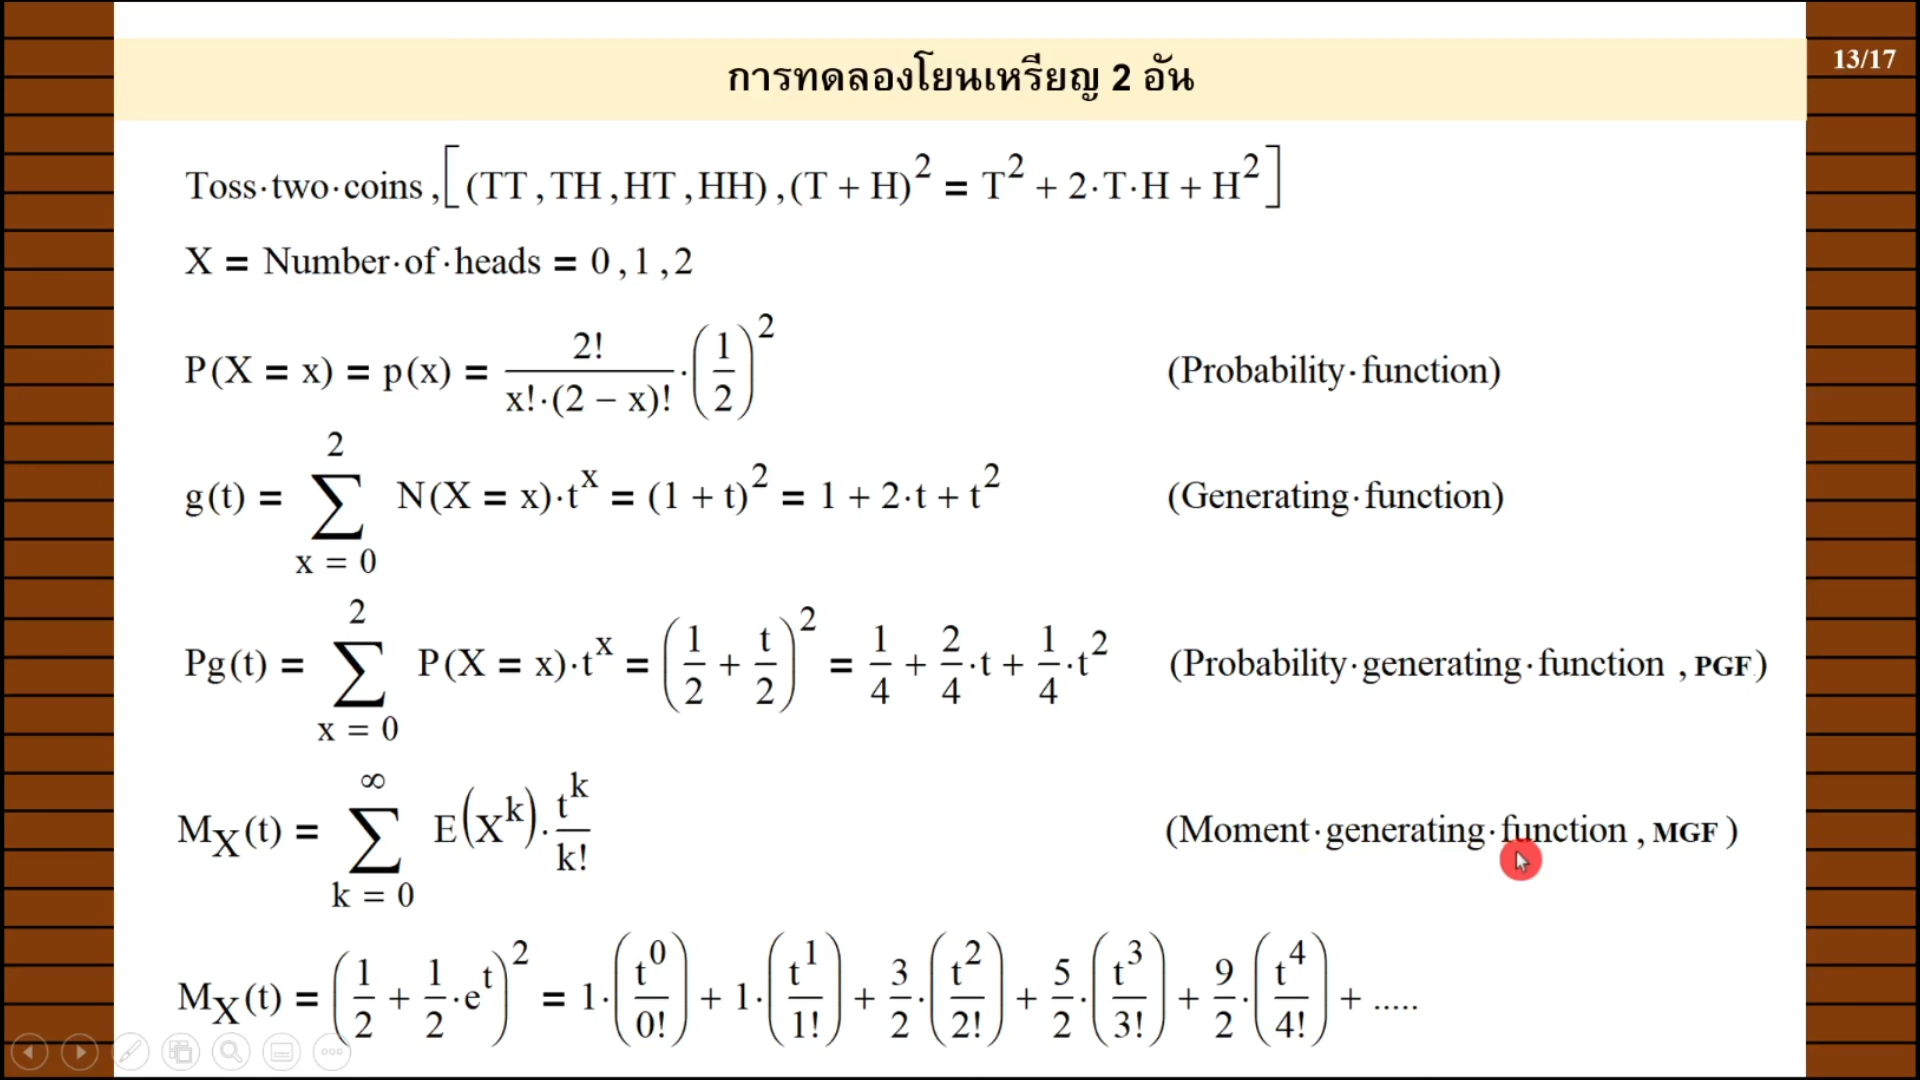 การทดลองโยนเหรียญ 2 อัน
13/17
Toss·two·coins ,[(TT , TH , HT , HH) , (T + H)^2 = T^2 + 2·T·H + H^2]
X = Number·of·heads = 0 , 1 , 2
P(X = x) = p(x) = 2!/(x!·(2 − x)!)·(1/2)^2 (Probability·function)
g(t) = ∑_{x = 0}^{2} N(X = x)·t^x = (1 + t)^2 = 1 + 2·t + t^2 (Generating·function)
Pg(t) = ∑_{x = 0}^{2} P(X = x)·t^x = (1/2 + t/2)^2 = 1/4 + 2/4·t + 1/4·t^2 (Probability·generating·function , PGF)
M_X(t) = ∑_{k = 0}^{∞} E(X^k)·t^k/k! (Moment·generating·function , MGF )
M_X(t) = (1/2 + 1/2·e^t)^2 = 1·(t^0/0!) + 1·(t^1/1!) + 3/2·(t^2/2!) + 5/2·(t^3/3!) + 9/2·(t^4/4!) + .....